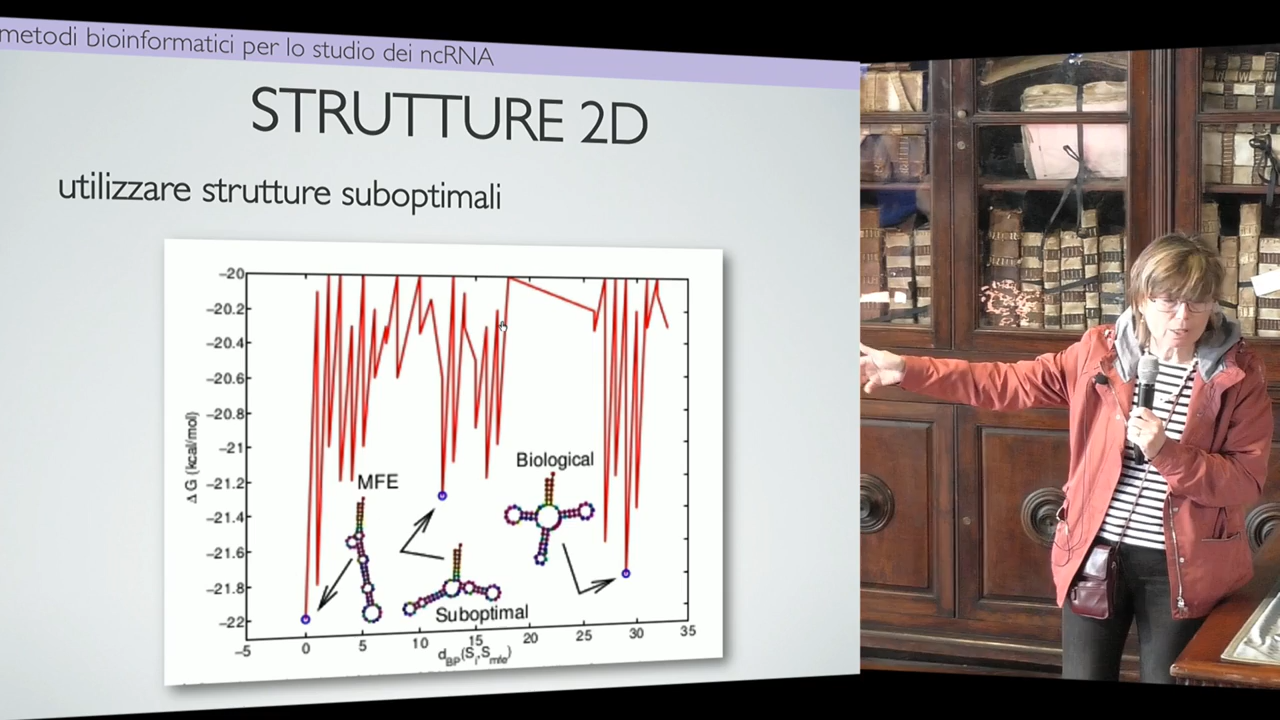 metodi bioinformatici per lo studio dei ncRNA
STRUTTURE 2D
utilizzare strutture suboptimali
−20
−20.2
−20.4
−20.6
−20.8
−21
−21.2
−21.4
−21.6
−21.8
−22
Δ G (kcal/mol)
MFE
Biological
Suboptimal
−5 0 5 10 15 20 25 30 35
d_BP(S_i,S_mfe)